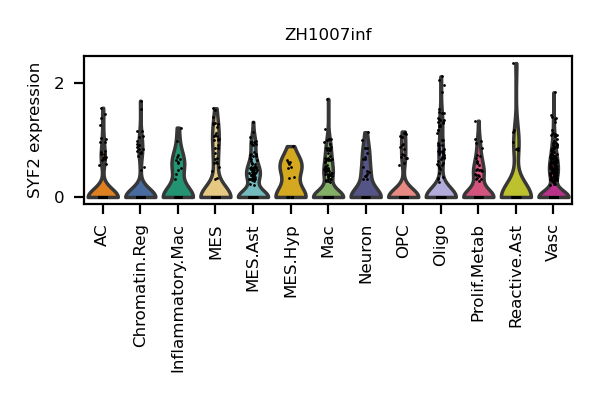 ZH1007inf
SYF2 expression
2
0
AC
Chromatin.Reg
Inflammatory.Mac
MES
MES.Ast
MES.Hyp
Mac
Neuron
OPC
Oligo
Prolif.Metab
Reactive.Ast
Vasc